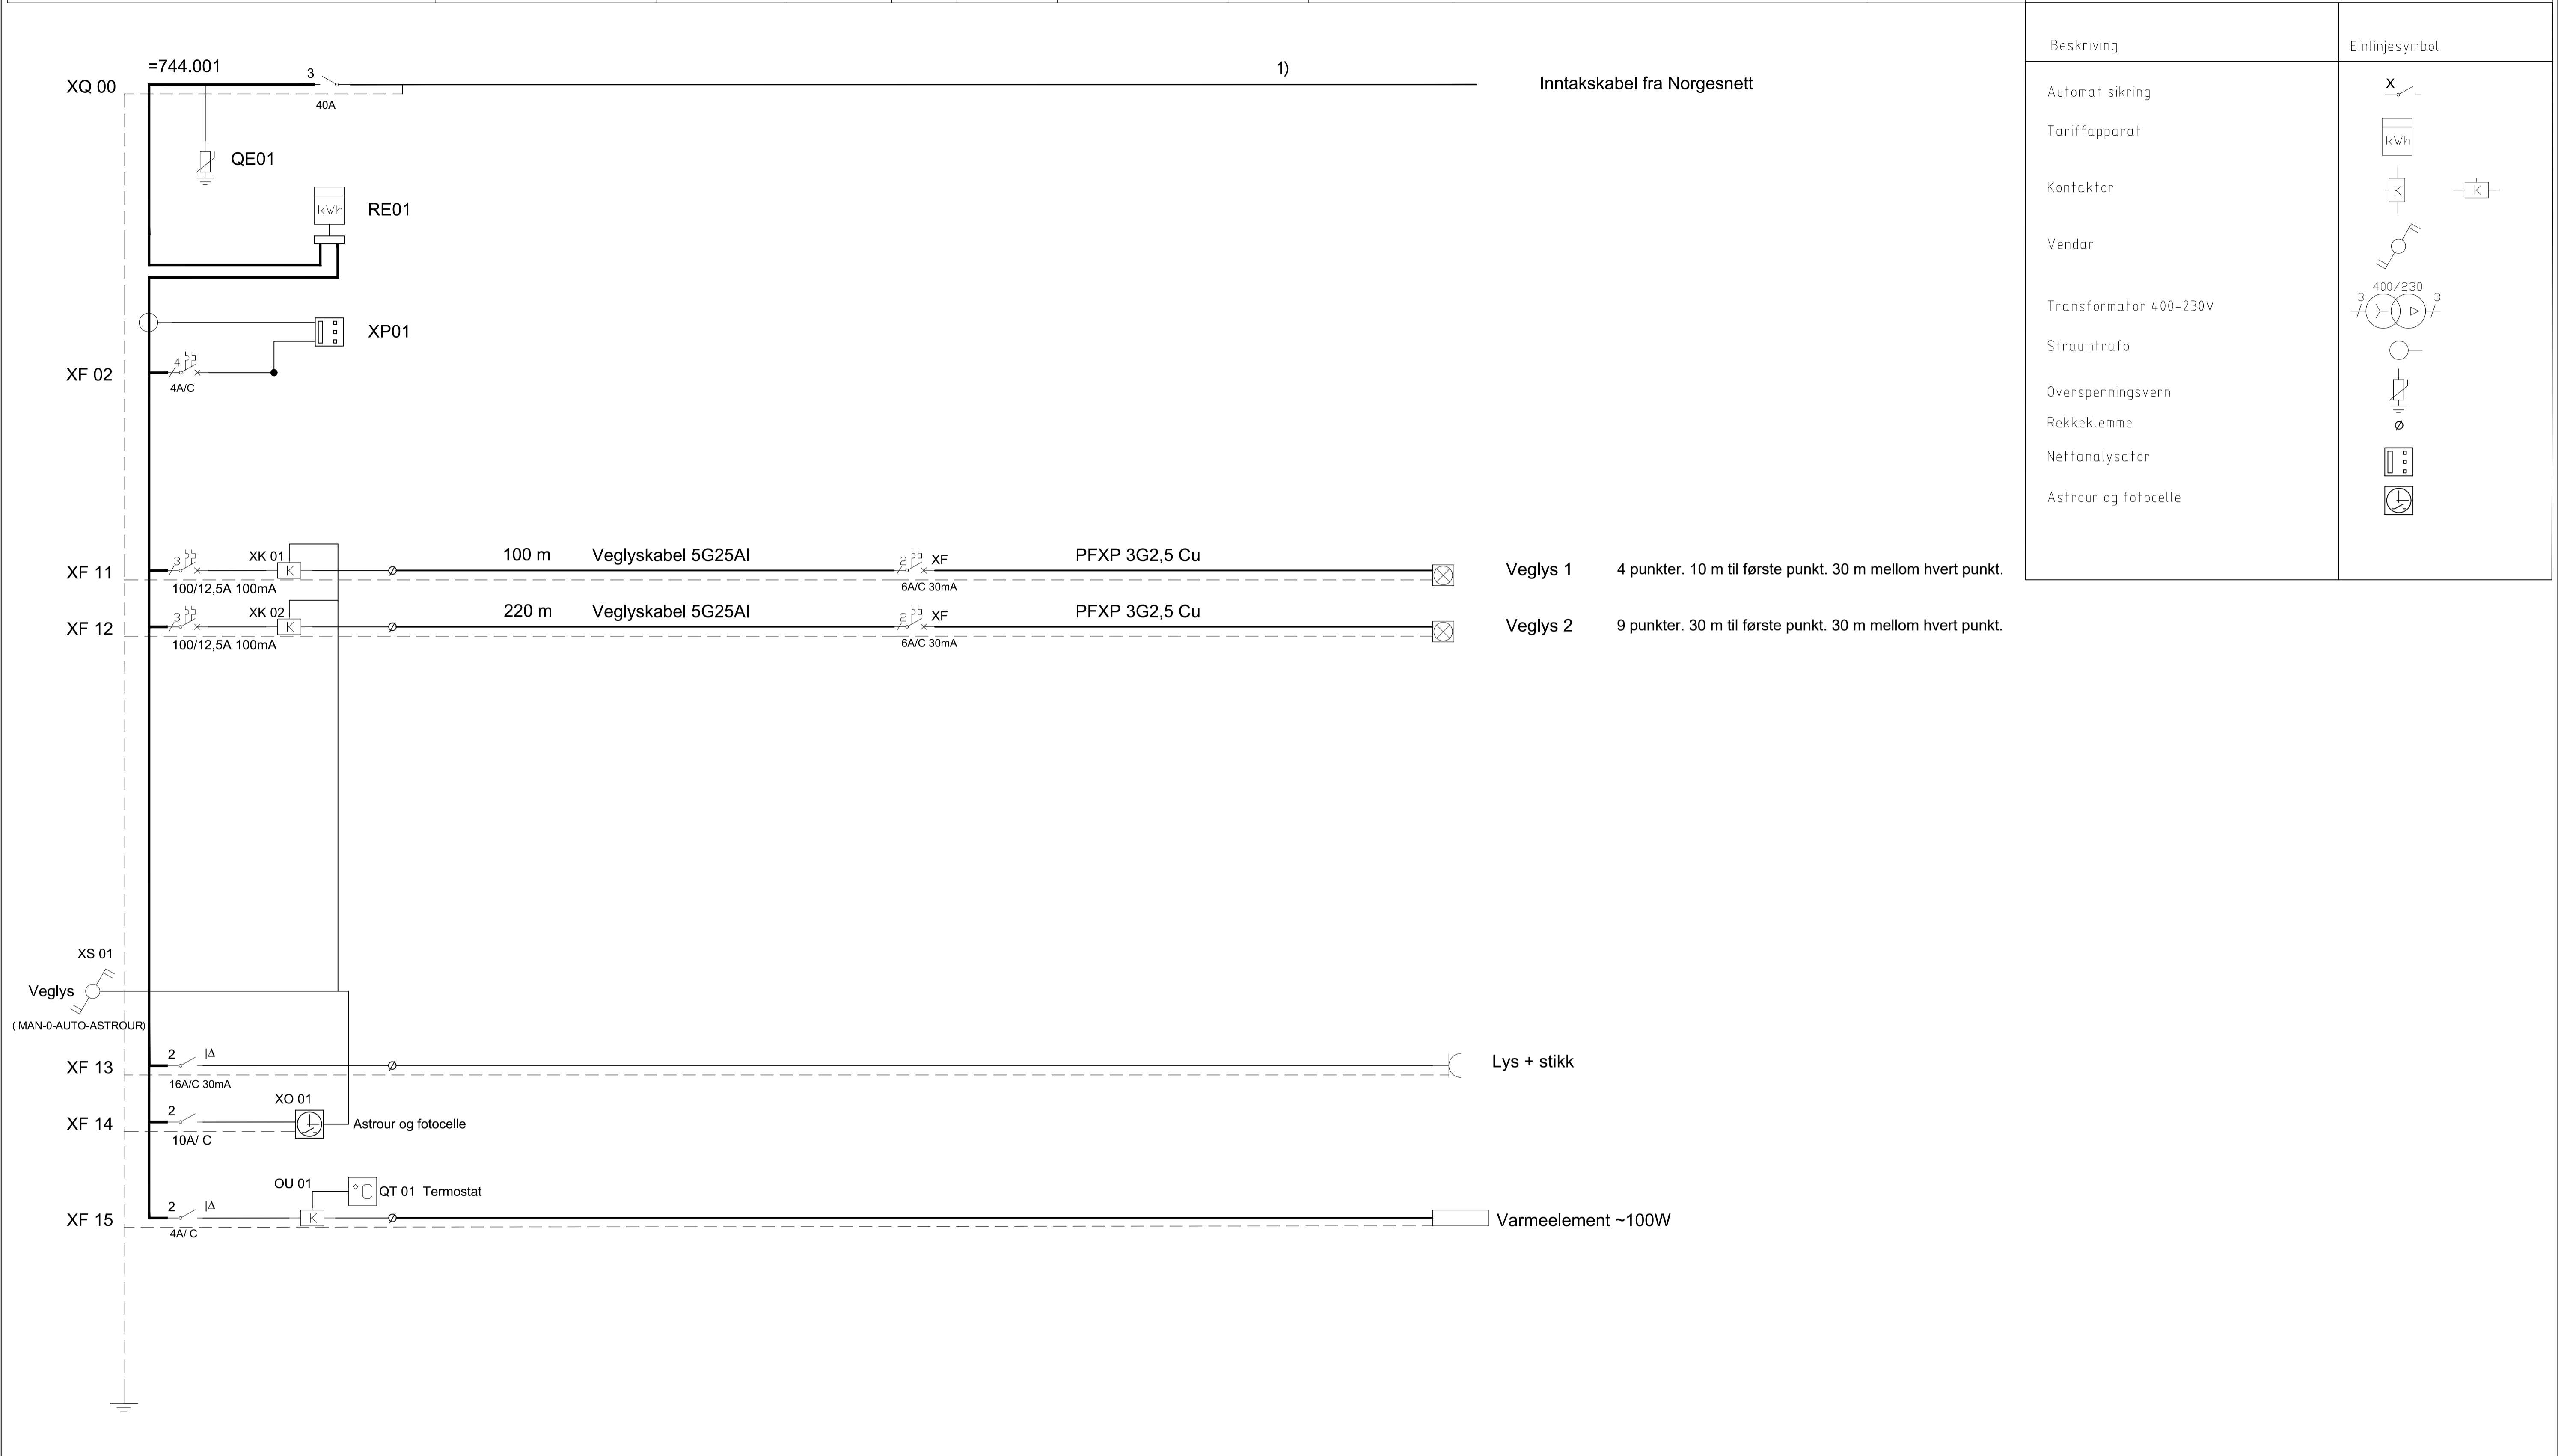 =744.001
XQ 00
3
40A
1)
Inntakskabel fra Norgesnett
QE01
kWh
RE01
XP01
XF 02
4
4A/C
XF 11
3
100/12,5A 100mA
XK 01
K
100 m
Veglyskabel 5G25Al
2
XF
6A/C 30mA
PFXP 3G2,5 Cu
Veglys 1
4 punkter. 10 m til første punkt. 30 m mellom hvert punkt.
XF 12
3
100/12,5A 100mA
XK 02
K
220 m
Veglyskabel 5G25Al
2
XF
6A/C 30mA
PFXP 3G2,5 Cu
Veglys 2
9 punkter. 30 m til første punkt. 30 m mellom hvert punkt.
XS 01
Veglys
( MAN-0-AUTO-ASTROUR)
XF 13
2
|Δ
16A/C 30mA
Lys + stikk
XF 14
2
10A/ C
XO 01
Astrour og fotocelle
XF 15
2
|Δ
4A/ C
OU 01
K
°C
QT 01 Termostat
Varmeelement ~100W
Beskriving
Einlinjesymbol
Automat sikring
X
Tariffapparat
kWh
Kontaktor
K
K
Vendar
Transformator 400-230V
400/230
3
3
Straumtrafo
Overspenningsvern
Rekkeklemme
Nettanalysator
Astrour og fotocelle